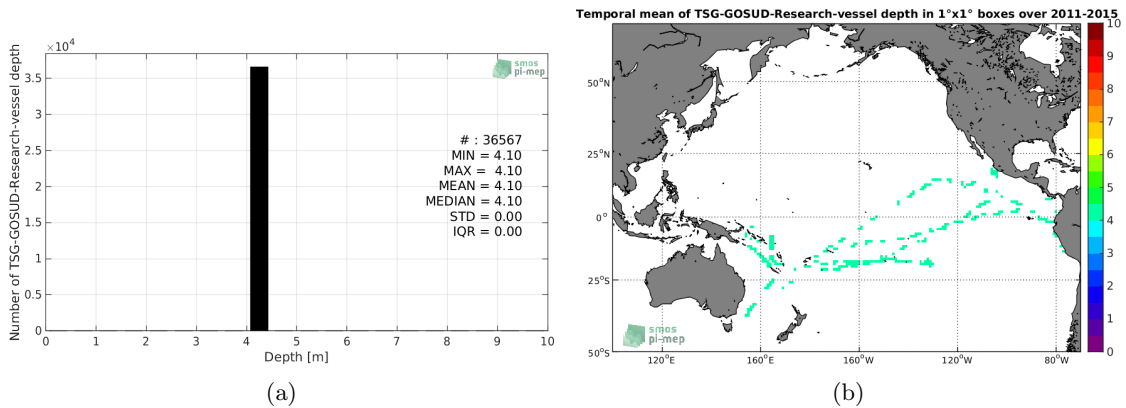 Number of TSG-GOSUD-Research-vessel depth
×10⁴
3.5
3
2.5
2
1.5
1
0.5
0
0 1 2 3 4 5 6 7 8 9 10
Depth [m]
smos
pi-mep
# : 36567
MIN = 4.10
MAX = 4.10
MEAN = 4.10
MEDIAN = 4.10
STD = 0.00
IQR = 0.00
(a)
Temporal mean of TSG-GOSUD-Research-vessel depth in 1°x1° boxes over 2011-2015
50°N
25°N
0°
25°S
50°S
120°E 160°E 160°W 120°W 80°W
smos
pi-mep
10
9
8
7
6
5
4
3
2
1
0
(b)